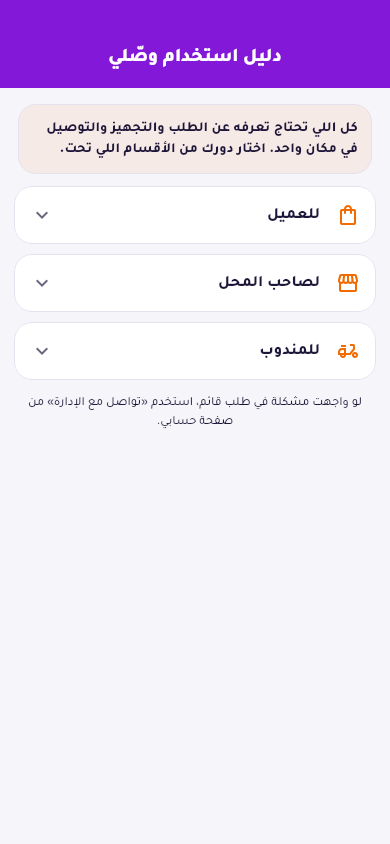 دليل استخدام وصّلي
كل اللي تحتاج تعرفه عن الطلب والتجهيز والتوصيل
في مكان واحد. اختار دورك من الأقسام اللي تحت.
للعميل
لصاحب المحل
للمندوب
لو واجهت مشكلة في طلب قائم، استخدم «تواصل مع الإدارة» من
صفحة حسابي.